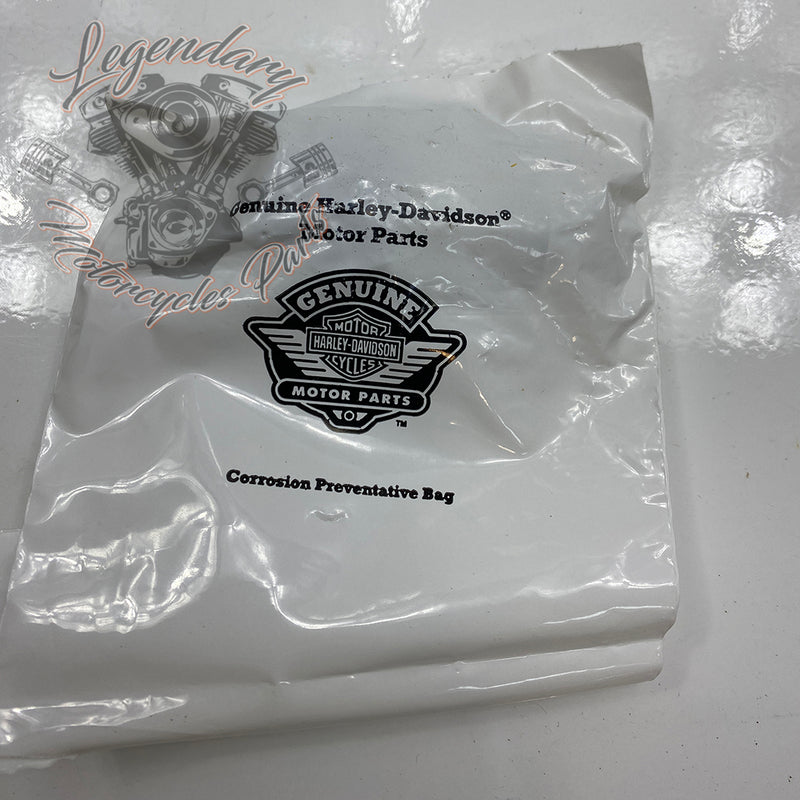 Legendary
Motorcycles Parts
Genuine Harley-Davidson®
Motor Parts
GENUINE
MOTOR
HARLEY-DAVIDSON
CYCLES
MOTOR PARTS
TM
Corrosion Preventative Bag